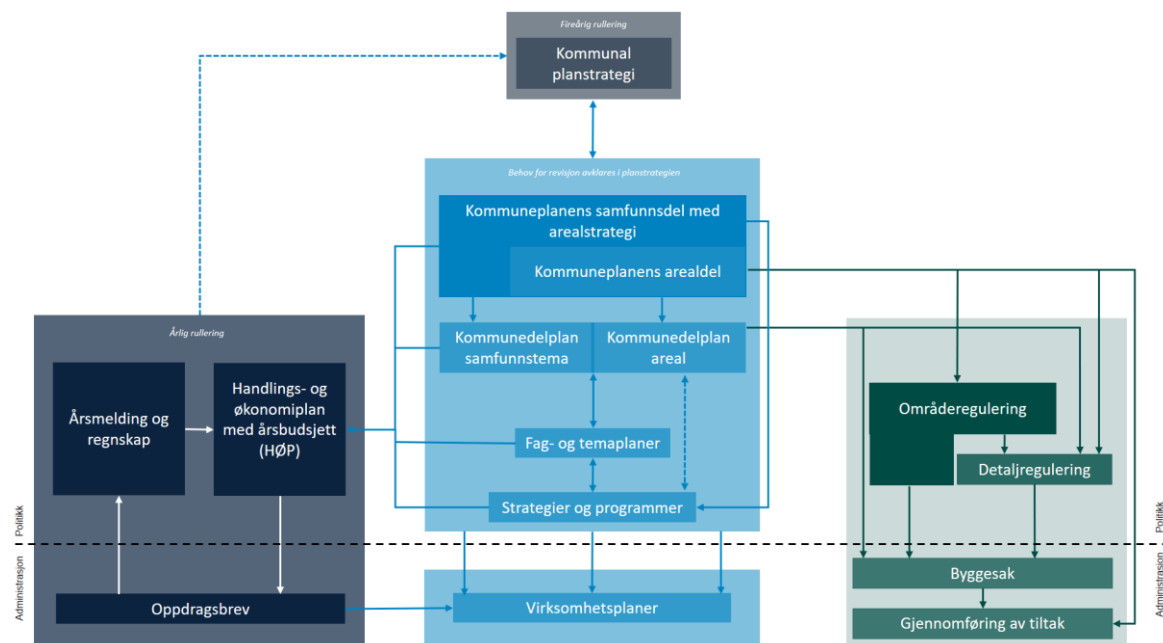 Fireårig rullering
Kommunal
planstrategi
Behov for revisjon avklares i planstrategien
Kommuneplanens samfunnsdel med
arealstrategi
Kommuneplanens arealdel
Kommunedelplan
samfunnstema
Kommunedelplan
areal
Fag- og temaplaner
Strategier og programmer
Virksomhetsplaner
Årlig rullering
Årsmelding og
regnskap
Handlings- og
økonomiplan
med årsbudsjett
(HØP)
Oppdragsbrev
Politikk
Administrasjon
Områderegulering
Detaljregulering
Byggesak
Gjennomføring av tiltak
Politikk
Administrasjon